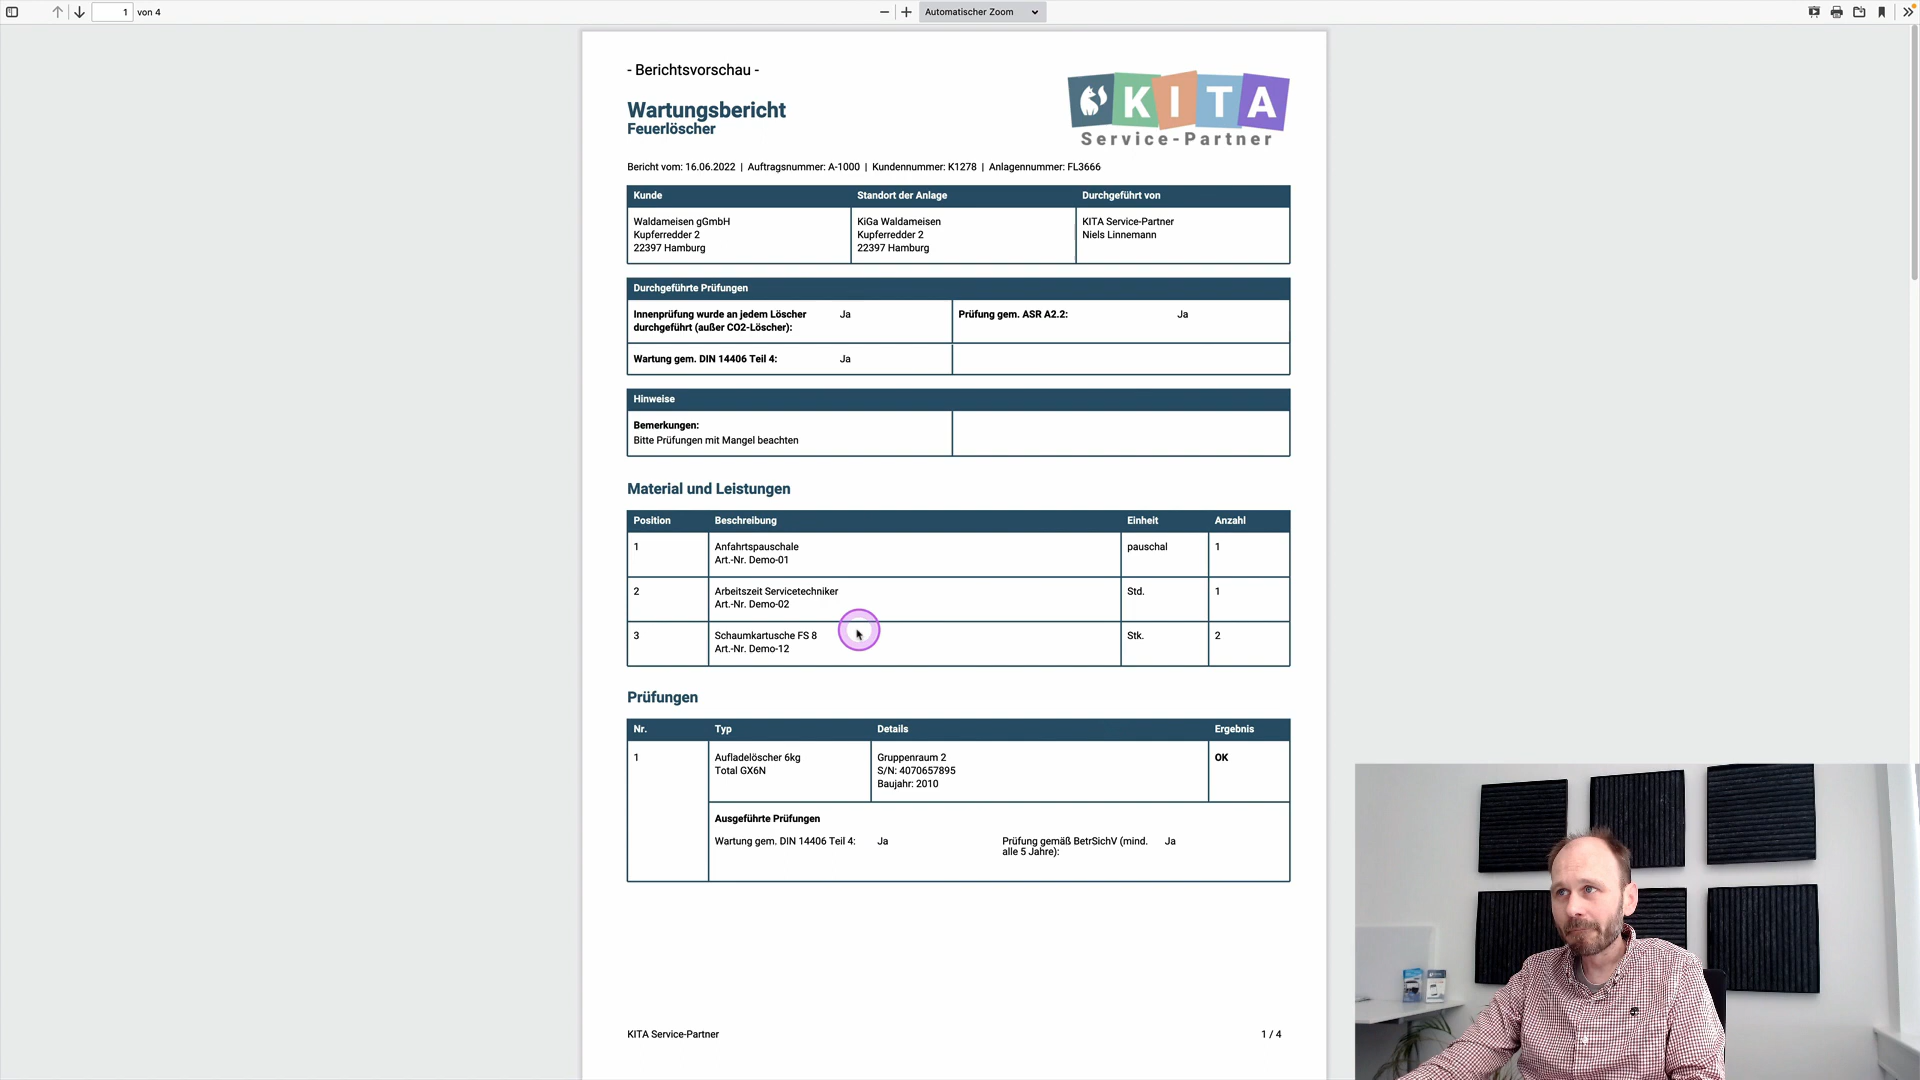 1 von 4 Automatischer Zoom
- Berichtsvorschau -
KITA
Service-Partner
Wartungsbericht
Feuerlöscher
Bericht vom: 16.06.2022 | Auftragsnummer: A-1000 | Kundennummer: K1278 | Anlagennummer: FL3666
Kunde Standort der Anlage Durchgeführt von
Waldameisen gGmbH KiGa Waldameisen KITA Service-Partner
Kupferredder 2 Kupferredder 2 Niels Linnemann
22397 Hamburg 22397 Hamburg
Durchgeführte Prüfungen
Innenprüfung wurde an jedem Löscher Ja Prüfung gem. ASR A2.2: Ja
durchgeführt (außer CO2-Löscher):
Wartung gem. DIN 14406 Teil 4: Ja
Hinweise
Bemerkungen:
Bitte Prüfungen mit Mangel beachten
Material und Leistungen
Position Beschreibung Einheit Anzahl
1 Anfahrtspauschale pauschal 1
Art.-Nr. Demo-01
2 Arbeitszeit Servicetechniker Std. 1
Art.-Nr. Demo-02
3 Schaumkartusche FS 8 Stk. 2
Art.-Nr. Demo-12
Prüfungen
Nr. Typ Details Ergebnis
1 Aufladelöscher 6kg Gruppenraum 2 OK
Total GX6N S/N: 4070657895
Baujahr: 2010
Ausgeführte Prüfungen
Wartung gem. DIN 14406 Teil 4: Ja Prüfung gemäß BetrSichV (mind. Ja
alle 5 Jahre):
KITA Service-Partner 1 / 4